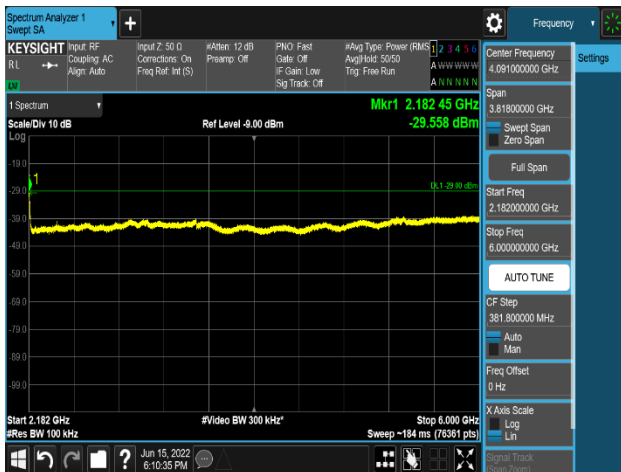 Spectrum Analyzer 1
Swept SA
+
Frequency
KEYSIGHT
RL
LW
Input: RF
Coupling: AC
Align: Auto
Input Z: 50 Ω
Corrections: On
Freq Ref: Int (S)
#Atten: 12 dB
Preamp: Off
PNO: Fast
Gate: Off
IF Gain: Low
Sig Track: Off
#Avg Type: Power (RMS
Avg|Hold: 50/50
Trig: Free Run
1 2 3 4 5 6
A W W W W W
A N N N N N
1 Spectrum
Scale/Div 10 dB
Log
Ref Level -9.00 dBm
Mkr1 2.182 45 GHz
-29.558 dBm
1
DL1 -29.00 dBm
-19.0
-29.0
-39.0
-49.0
-59.0
-69.0
-79.0
-89.0
-99.0
Start 2.182 GHz
#Res BW 100 kHz
#Video BW 300 kHz*
Stop 6.000 GHz
Sweep ~184 ms (76361 pts)
Jun 15, 2022
6:10:35 PM
Center Frequency
4.091000000 GHz
Span
3.81800000 GHz
Swept Span
Zero Span
Full Span
Start Freq
2.182000000 GHz
Stop Freq
6.000000000 GHz
AUTO TUNE
CF Step
381.800000 MHz
Auto
Man
Freq Offset
0 Hz
X Axis Scale
Log
Lin
Signal Track
(Span Zoom)
Settings